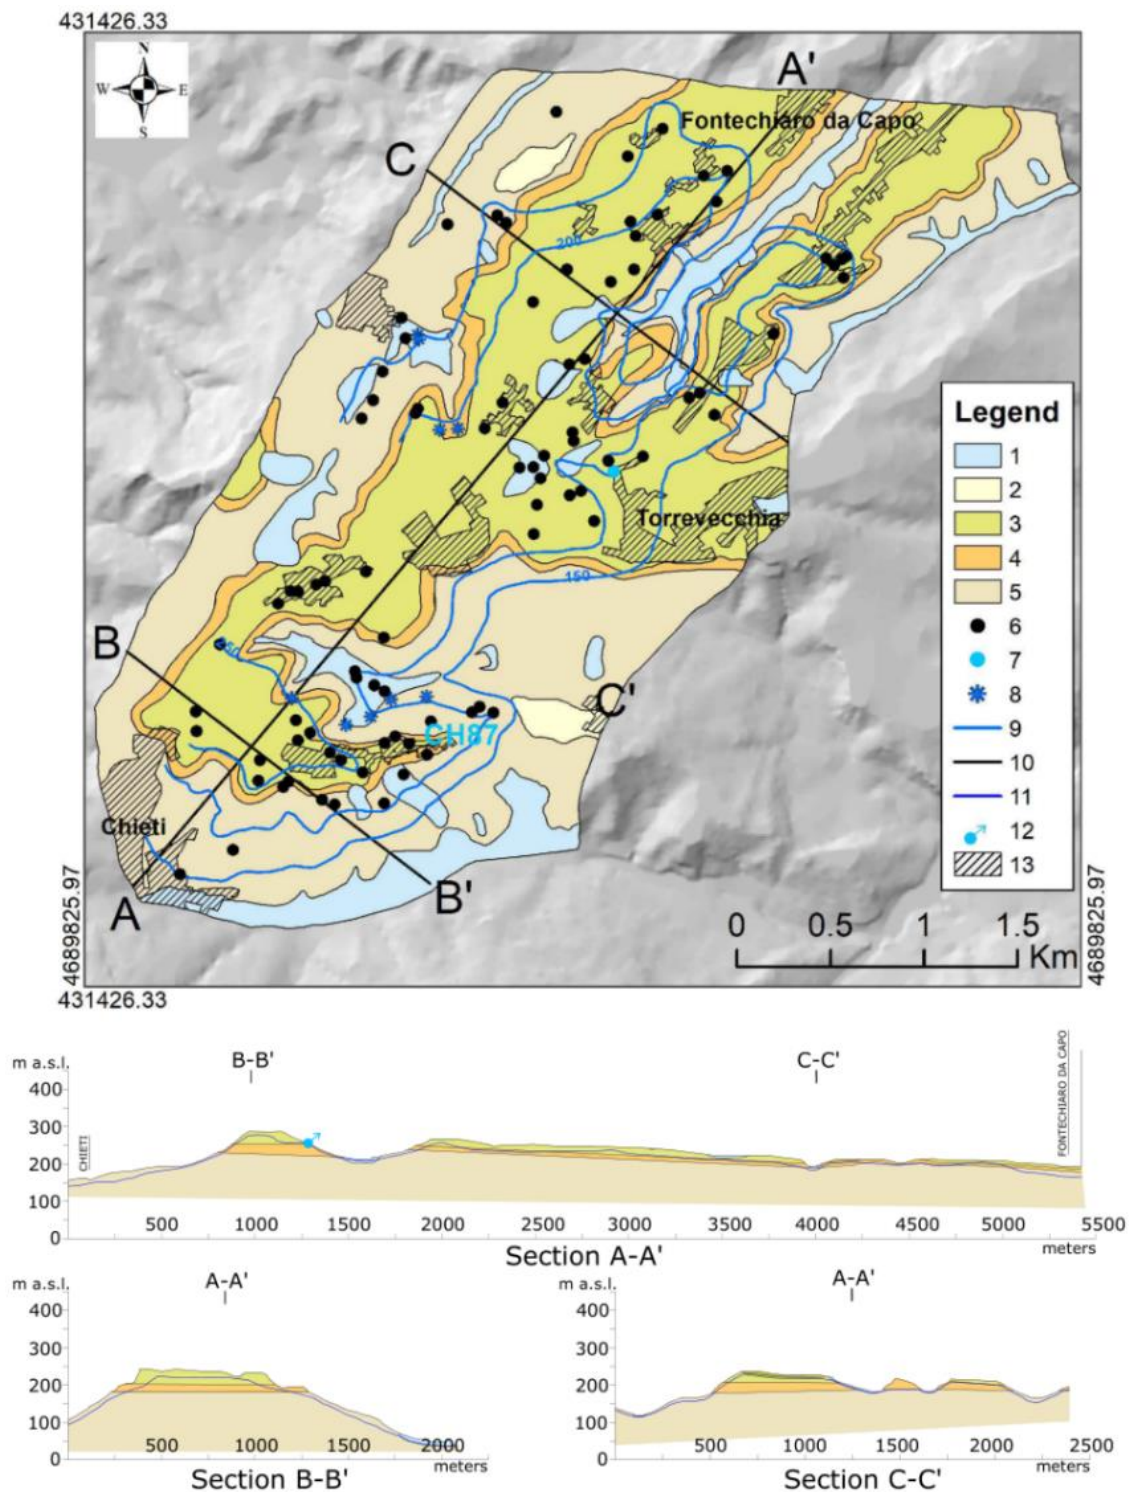 431426.33
N
W E
S
A'
Fontechiaro da Capo
C
200
Legend
1
2
3
4
5
6
7
8
9
10
11
12
13
Torrevecchia
150
B
C'
CH87
Chieti
A
B'
4689825.97
4689825.97
0 0.5 1 1.5
Km
431426.33
m a.s.l.
B-B'
C-C'
FONTECHIARO DA CAPO
CHIETI
400
300
200
100
0
500 1000 1500 2000 2500 3000 3500 4000 4500 5000 5500
meters
Section A-A'
m a.s.l.
A-A'
400
300
200
100
0
500 1000 1500 2000
meters
Section B-B'
m a.s.l.
A-A'
400
300
200
100
0
500 1000 1500 2000 2400
meters
Section C-C'